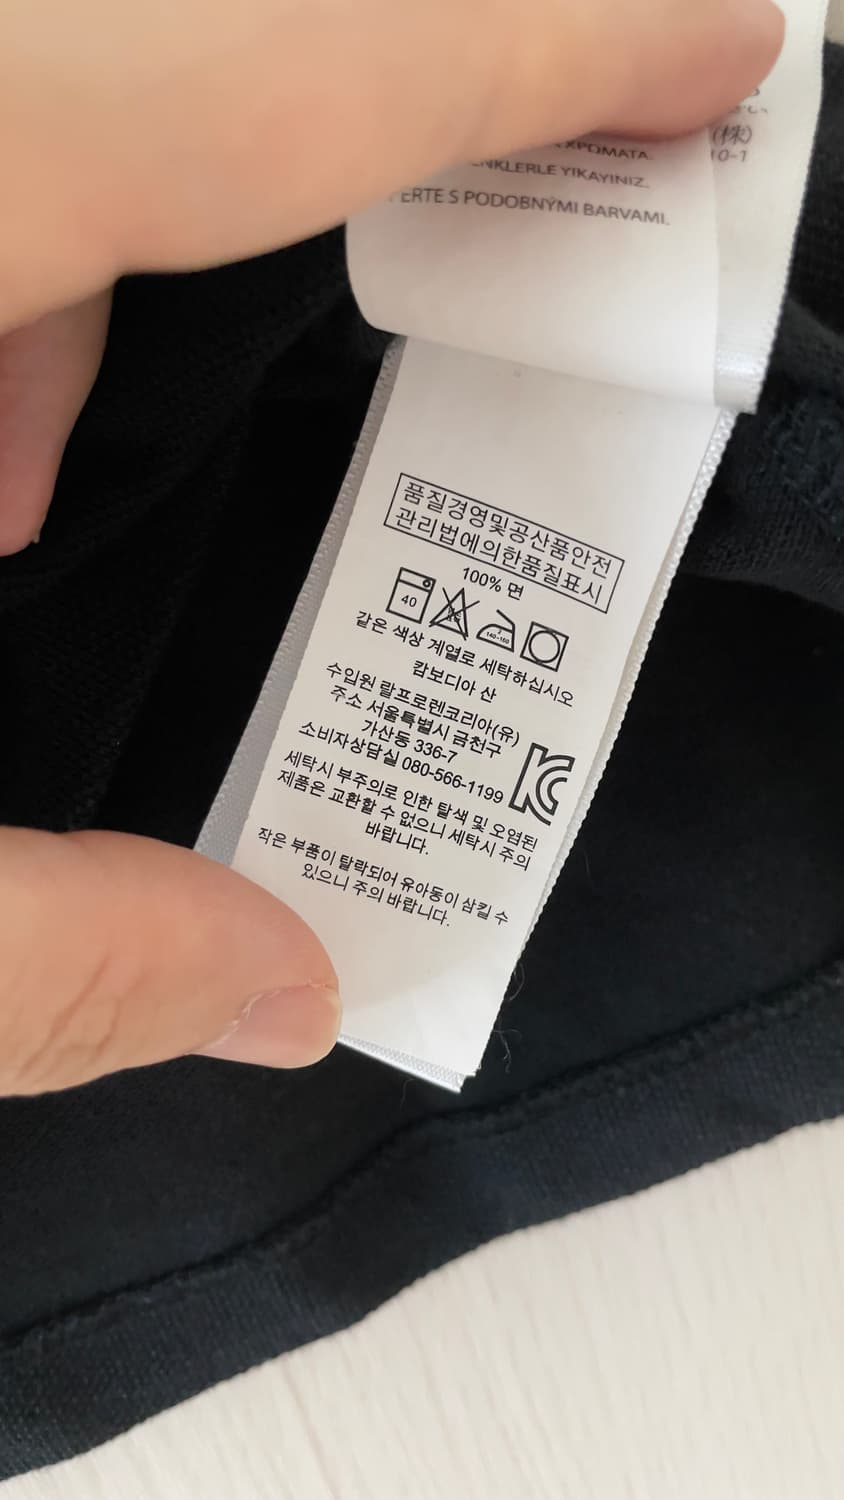 (株)
10-1
ΧΡΩΜΑΤΑ.
YIKAYINIZ.
S PODOBNÝMI BARVAMI.
품질경영및공산품안전
관리법에의한품질표시
100% 면
40
2
140~160
같은 색상 계열로 세탁하십시오
캄보디아 산
수입원 랄프로렌코리아(유)
주소 서울특별시 금천구
가산동 336-7
소비자상담실 080-566-1199
세탁시 부주의로 인한 탈색 및 오염된
제품은 교환할 수 없으니 세탁시 주의
바랍니다.
작은 부품이 탈락되어 유아동이 삼킬 수
있으니 주의 바랍니다.